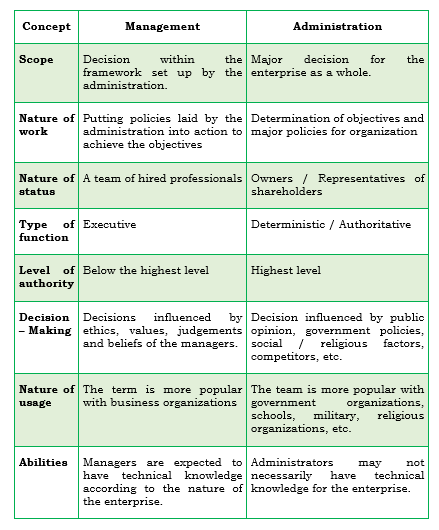 Concept
Management
Administration
Scope
Decision within the
framework set up by the
administration.
Major decision for the
enterprise as a whole.
Nature of
work
Putting policies laid by the
administration into action to
achieve the objectives
Determination of objectives and
major policies for organization
Nature of
status
A team of hired professionals
Owners / Representatives of
shareholders
Type of
function
Executive
Deterministic / Authoritative
Level of
authority
Below the highest level
Highest level
Decision
– Making
Decisions influenced by
ethics, values, judgements
and beliefs of the managers.
Decision influenced by public
opinion, government policies,
social / religious factors,
competitors, etc.
Nature of
usage
The term is more popular
with business organizations
The team is more popular with
government organizations,
schools, military, religious
organizations, etc.
Abilities
Managers are expected to
have technical knowledge
according to the nature of
the enterprise.
Administrators may not
necessarily have technical
knowledge for the enterprise.